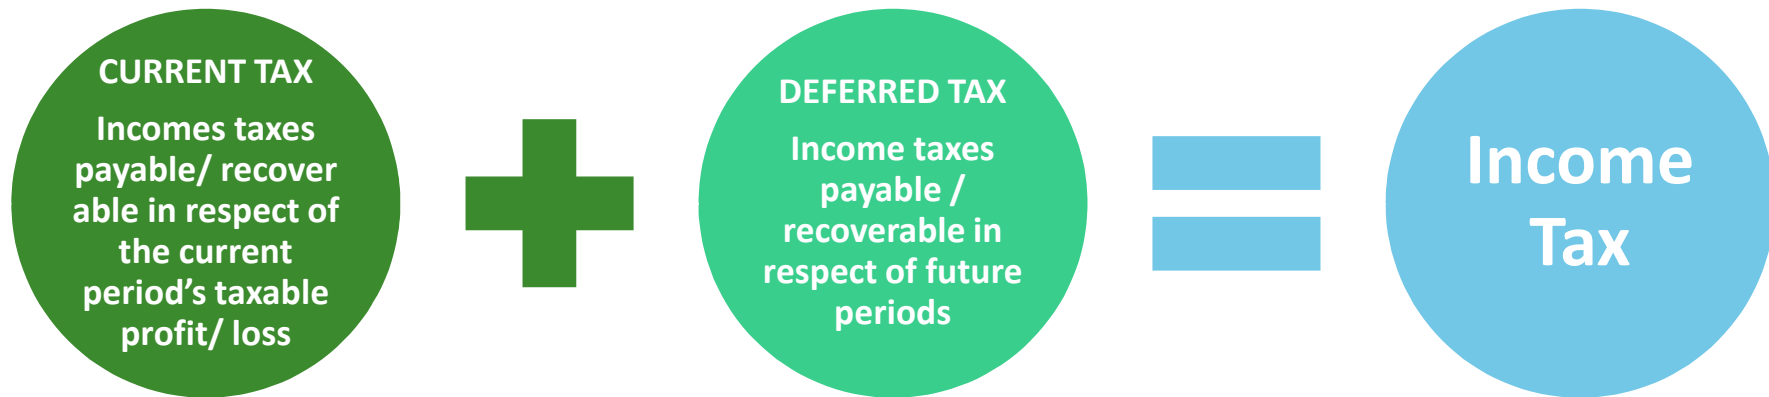 CURRENT TAX
Incomes taxes
payable/ recover
able in respect of
the current
period’s taxable
profit/ loss
DEFERRED TAX
Income taxes
payable /
recoverable in
respect of future
periods
Income
Tax